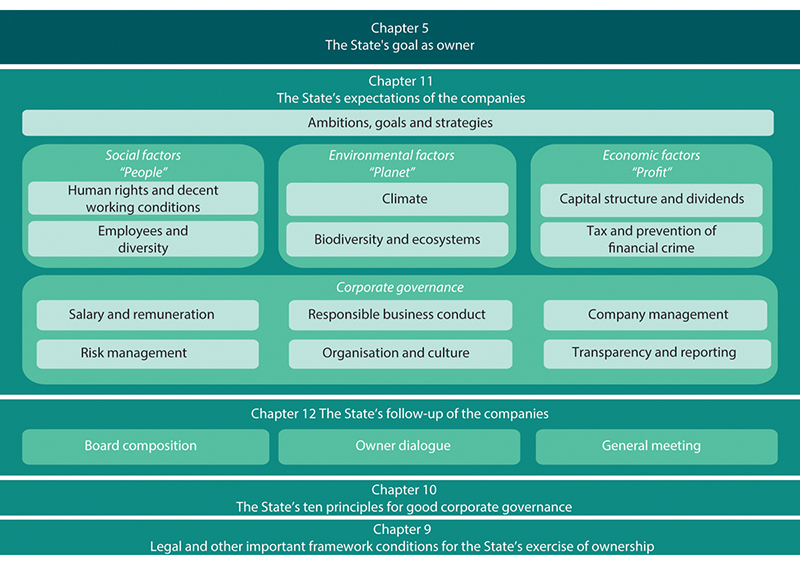 Chapter 5
The State's goal as owner
Chapter 11
The State's expectations of the companies
Ambitions, goals and strategies
Social factors
"People"
Human rights and decent
working conditions
Employees and
diversity
Environmental factors
"Planet"
Climate
Biodiversity and ecosystems
Economic factors
"Profit"
Capital structure and dividends
Tax and prevention of
financial crime
Corporate governance
Salary and remuneration
Responsible business conduct
Company management
Risk management
Organisation and culture
Transparency and reporting
Chapter 12 The State's follow-up of the companies
Board composition
Owner dialogue
General meeting
Chapter 10
The State's ten principles for good corporate governance
Chapter 9
Legal and other important framework conditions for the State's exercise of ownership